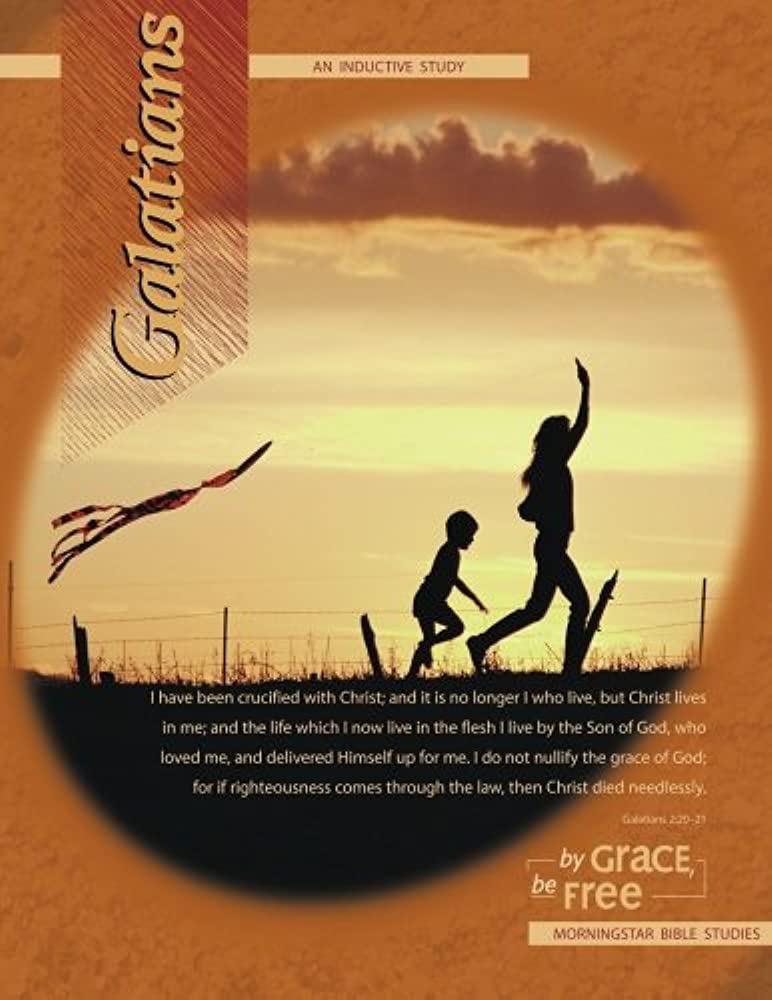 Galatians
AN INDUCTIVE STUDY
I have been crucified with Christ; and it is no longer I who live, but Christ lives
in me; and the life which I now live in the flesh I live by the Son of God, who
loved me, and delivered Himself up for me. I do not nullify the grace of God;
for if righteousness comes through the law, then Christ died needlessly.
Galatians 2:20–21
by GRACE,
be FREE
MORNINGSTAR BIBLE STUDIES